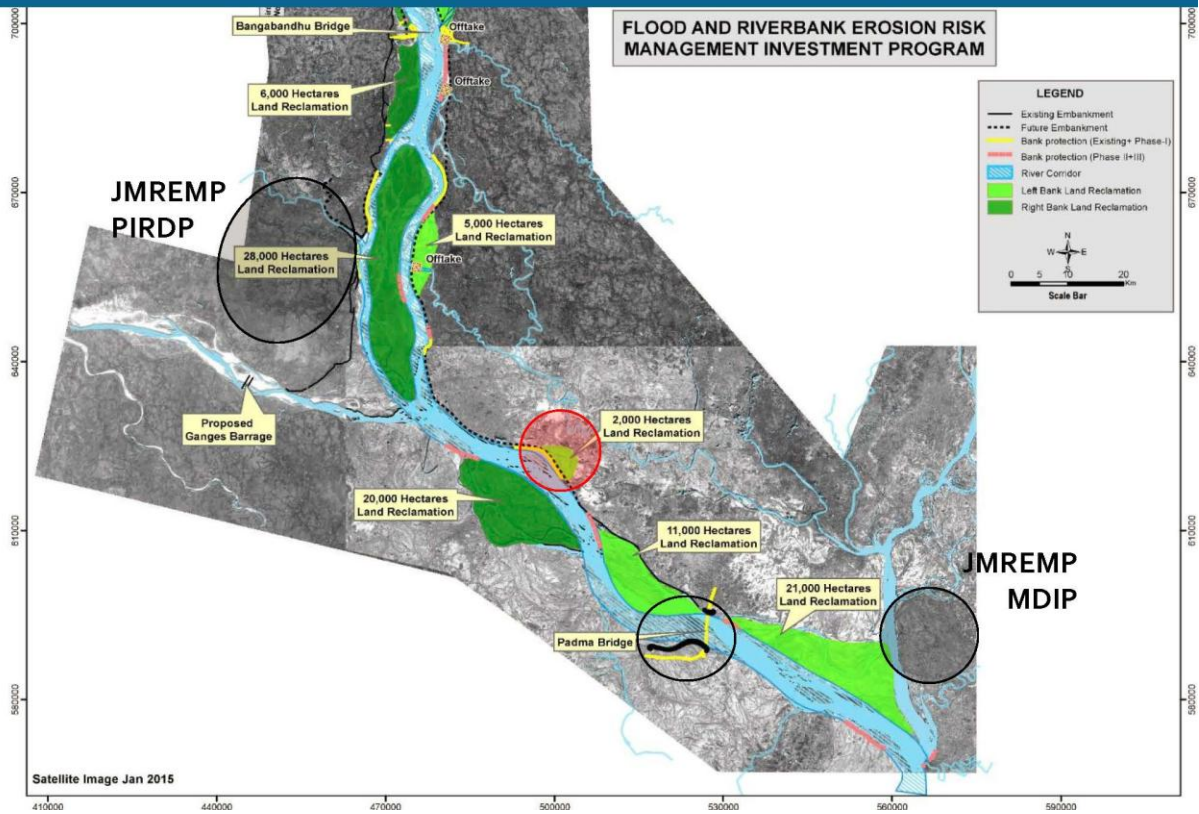 FLOOD AND RIVERBANK EROSION RISK
MANAGEMENT INVESTMENT PROGRAM
LEGEND
Existing Embankment
Future Embankment
Bank protection (Existing+ Phase-I)
Bank protection (Phase II+III)
River Corridor
Left Bank Land Reclamation
Right Bank Land Reclamation
N
W E
S
0 5 10 20
Km
Scale Bar
Bangabandhu Bridge
Offtake
Offtake
6,000 Hectares
Land Reclamation
JMREMP
PIRDP
5,000 Hectares
Land Reclamation
28,000 Hectares
Land Reclamation
Offtake
Proposed
Ganges Barrage
2,000 Hectares
Land Reclamation
20,000 Hectares
Land Reclamation
11,000 Hectares
Land Reclamation
JMREMP
MDIP
21,000 Hectares
Land Reclamation
Padma Bridge
Satellite Image Jan 2015
700000
670000
640000
610000
580000
700000
670000
640000
610000
580000
410000 440000 470000 500000 530000 560000 590000